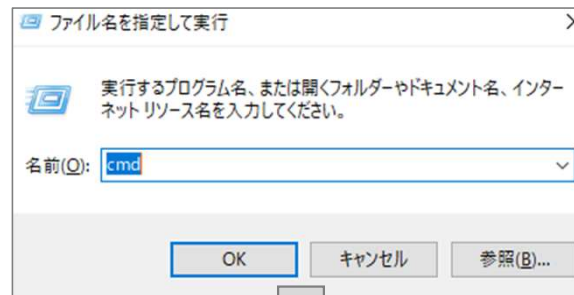 ファイル名を指定して実行
実行するプログラム名、または開くフォルダーやドキュメント名、インター
ネット リソース名を入力してください。
名前(O): cmd
OK キャンセル 参照(B)...